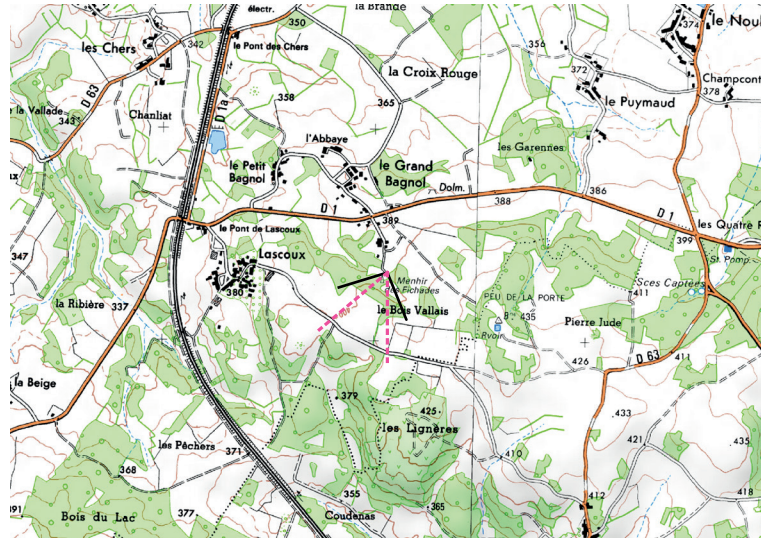 électr.
350
la Brande
374
le Noul
les Chers
342
le Pont des Chers
la Croix Rouge
356
372
Champcont
378
D 63
la Vallade
343
Chanliat
D 1a
358
365
le Puymaud
l'Abbaye
les Garennes
le Petit
Bagnol
le Grand
Bagnol
Dolm.
388
386
D 1
389
D 1
les Quatre R
399
le Pont de Lascoux
St. Pomp.
347
Lascoux
380
Menhir
les Fichades
Sces Captées
411
la Ribière
337
le Bois Vallais
PEU DE LA PORTE
B. 435
Rvoir
Pierre Jude
426
D 63
411
la Beige
379
425
les Lignères
433
421
435
les Pêchers
371
368
410
418
355
365
412
391
Bois du Lac
377
Coudenas